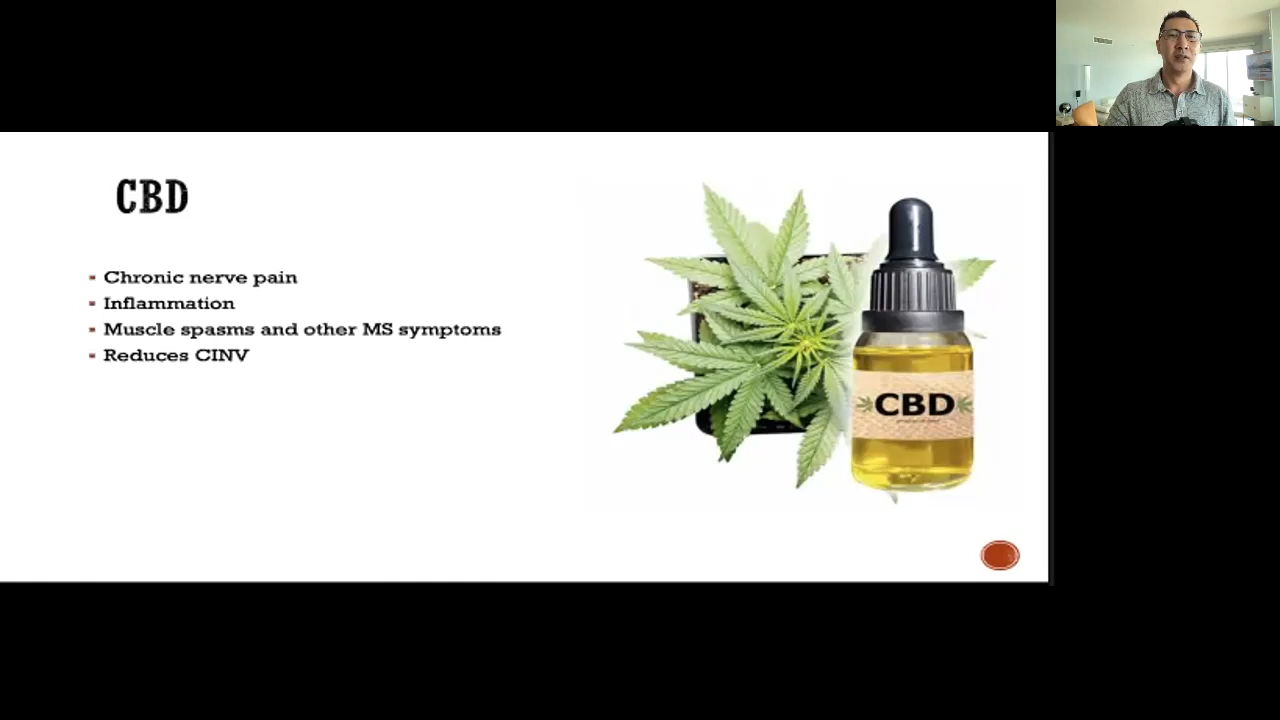 CBD
Chronic nerve pain
Inflammation
Muscle spasms and other MS symptoms
Reduces CINV
CBD